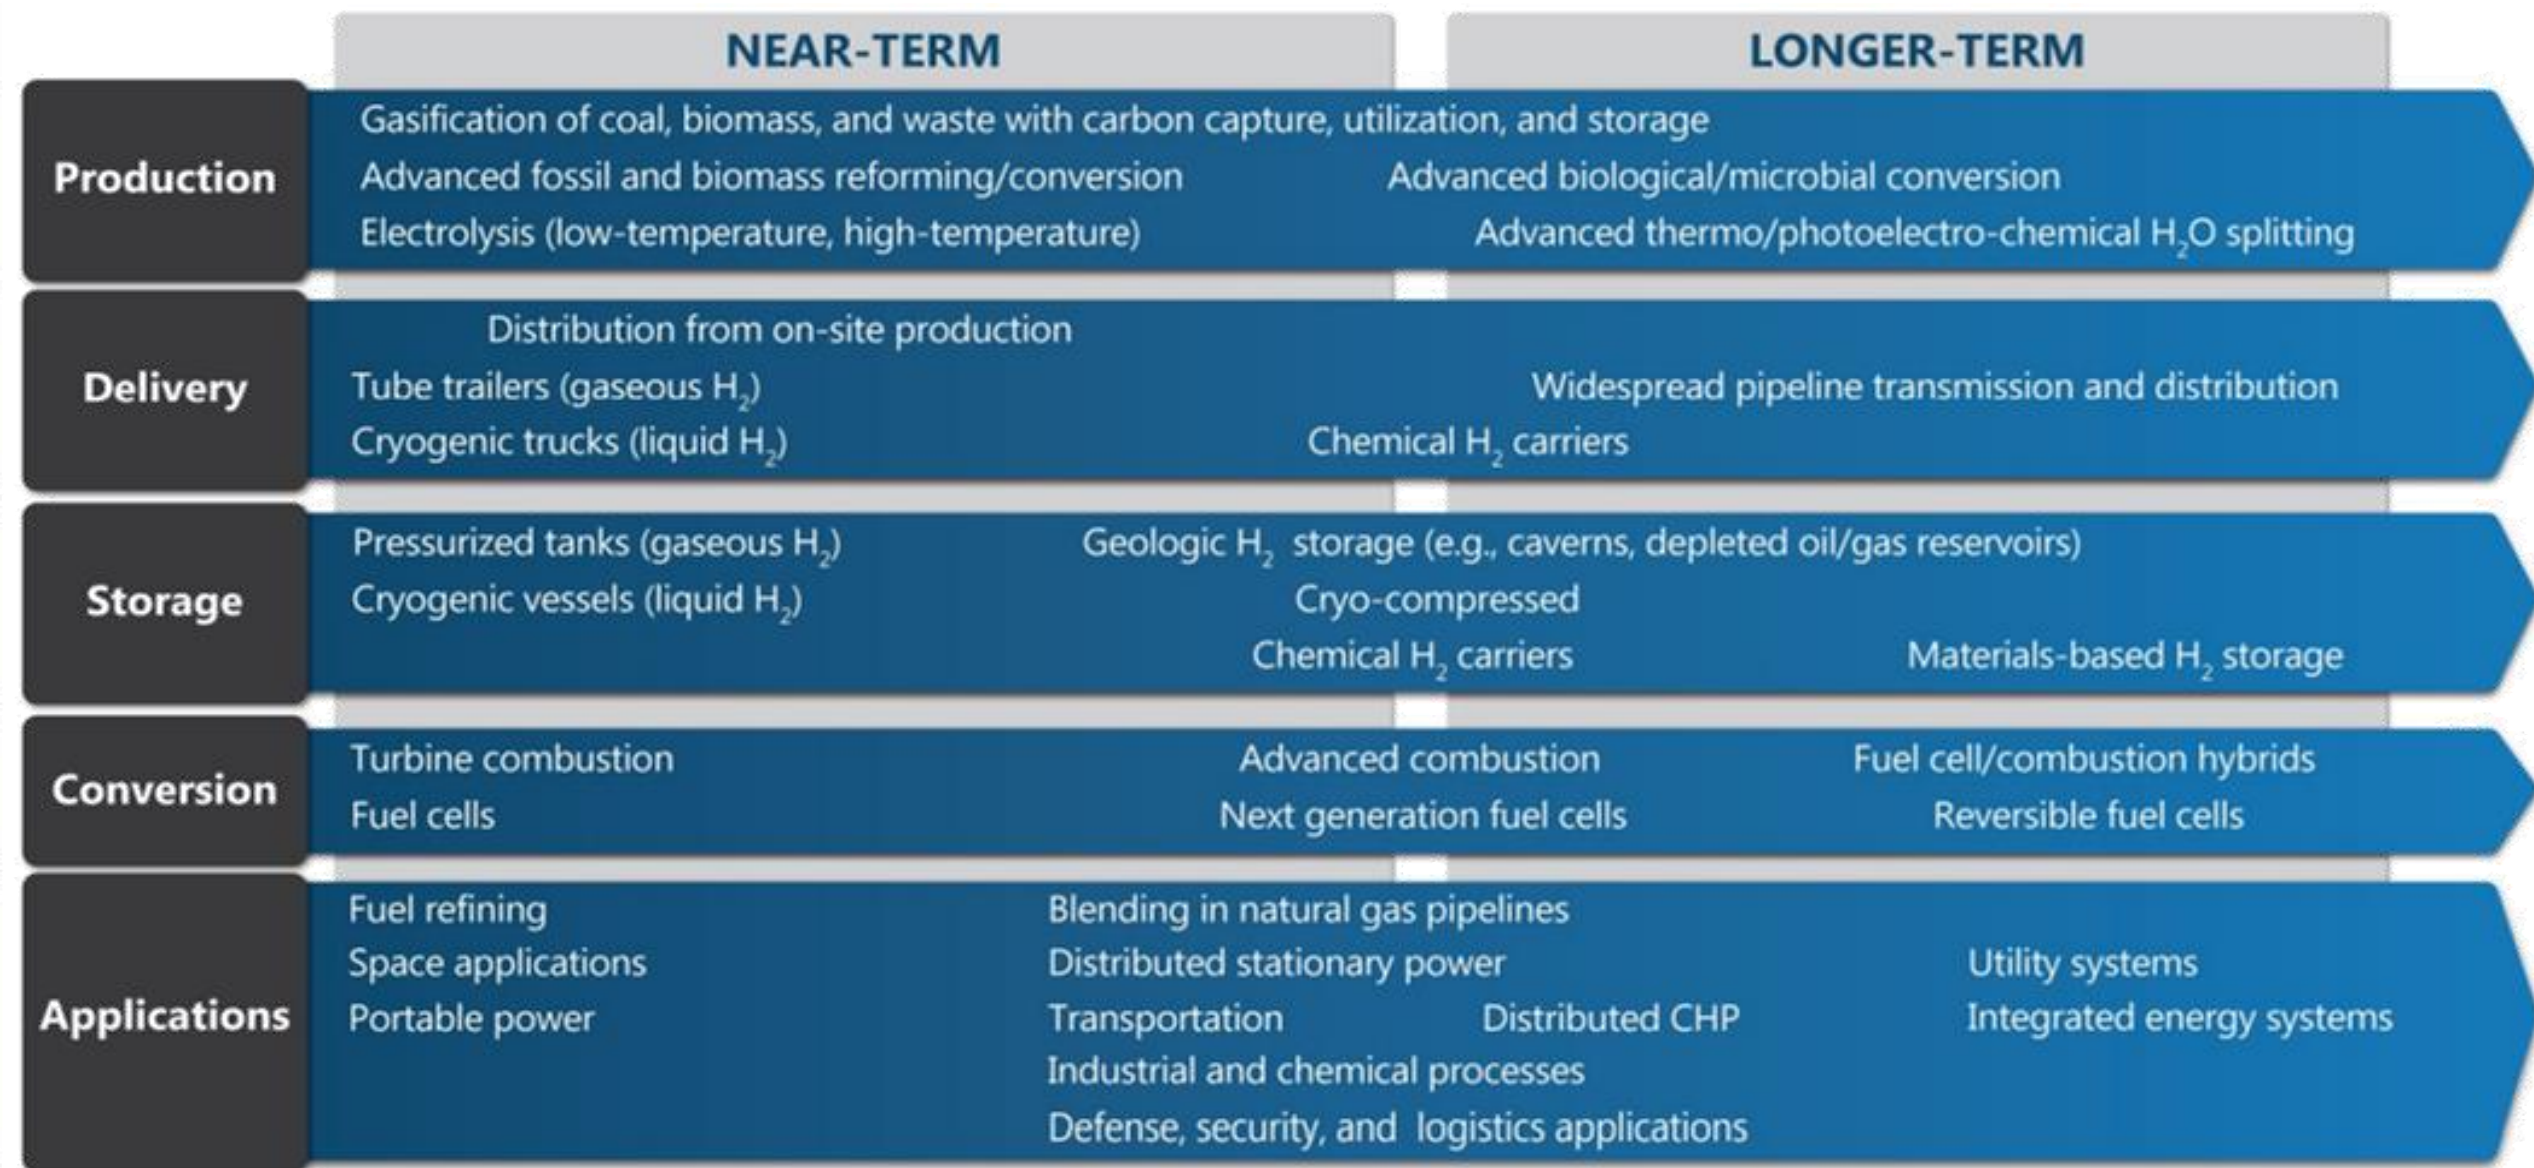 NEAR-TERM LONGER-TERM
Production
Gasification of coal, biomass, and waste with carbon capture, utilization, and storage
Advanced fossil and biomass reforming/conversion Advanced biological/microbial conversion
Electrolysis (low-temperature, high-temperature) Advanced thermo/photoelectro-chemical H₂O splitting
Delivery
Distribution from on-site production
Tube trailers (gaseous H₂) Widespread pipeline transmission and distribution
Cryogenic trucks (liquid H₂) Chemical H₂ carriers
Storage
Pressurized tanks (gaseous H₂) Geologic H₂ storage (e.g., caverns, depleted oil/gas reservoirs)
Cryogenic vessels (liquid H₂) Cryo-compressed
Chemical H₂ carriers Materials-based H₂ storage
Conversion
Turbine combustion Advanced combustion Fuel cell/combustion hybrids
Fuel cells Next generation fuel cells Reversible fuel cells
Applications
Fuel refining Blending in natural gas pipelines
Space applications Distributed stationary power Utility systems
Portable power Transportation Distributed CHP Integrated energy systems
Industrial and chemical processes
Defense, security, and logistics applications